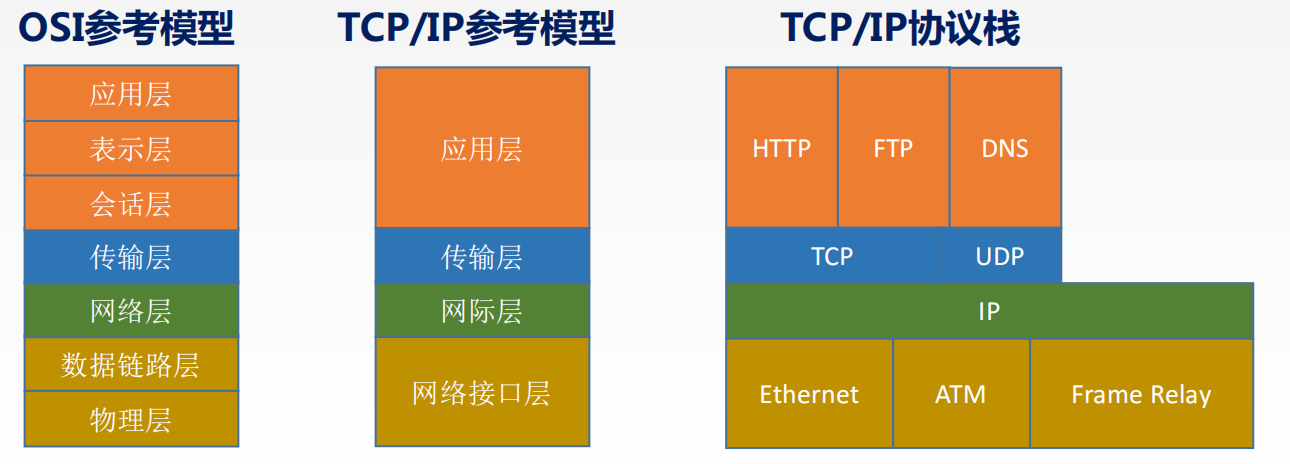 OSI参考模型
应用层
表示层
会话层
传输层
网络层
数据链路层
物理层
TCP/IP参考模型
应用层
传输层
网际层
网络接口层
TCP/IP协议栈
HTTP FTP DNS
TCP UDP
IP
Ethernet ATM Frame Relay